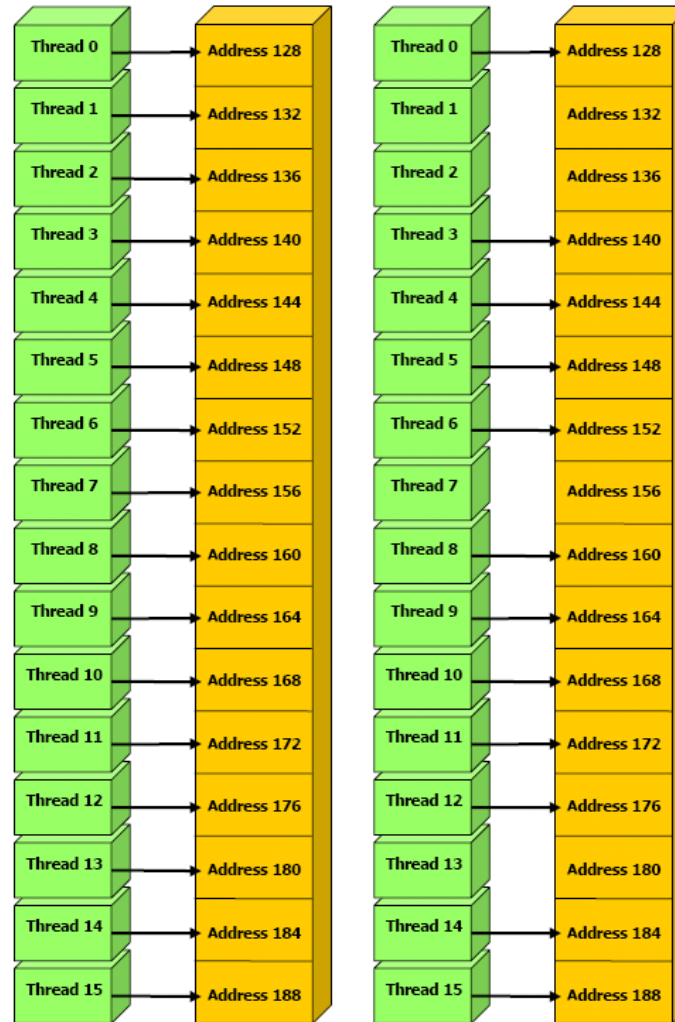 Thread 0 Address 128 Thread 0 Address 128
Thread 1 Address 132 Thread 1 Address 132
Thread 2 Address 136 Thread 2 Address 136
Thread 3 Address 140 Thread 3 Address 140
Thread 4 Address 144 Thread 4 Address 144
Thread 5 Address 148 Thread 5 Address 148
Thread 6 Address 152 Thread 6 Address 152
Thread 7 Address 156 Thread 7 Address 156
Thread 8 Address 160 Thread 8 Address 160
Thread 9 Address 164 Thread 9 Address 164
Thread 10 Address 168 Thread 10 Address 168
Thread 11 Address 172 Thread 11 Address 172
Thread 12 Address 176 Thread 12 Address 176
Thread 13 Address 180 Thread 13 Address 180
Thread 14 Address 184 Thread 14 Address 184
Thread 15 Address 188 Thread 15 Address 188